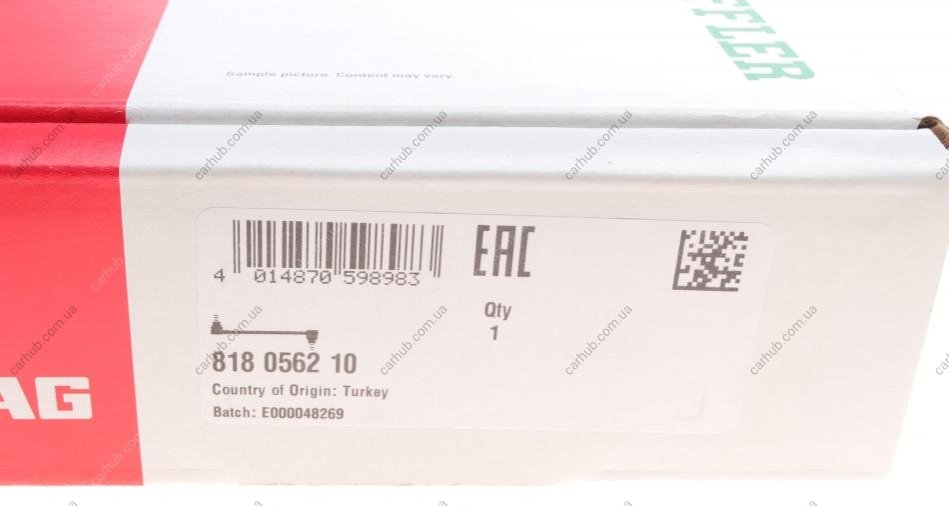 FFLER
Sample picture. Content may vary.
4 014870 598983
EAC
Qty
1
818 0562 10
Country of Origin: Turkey
Batch: E000048269
AG
carhub.com.ua